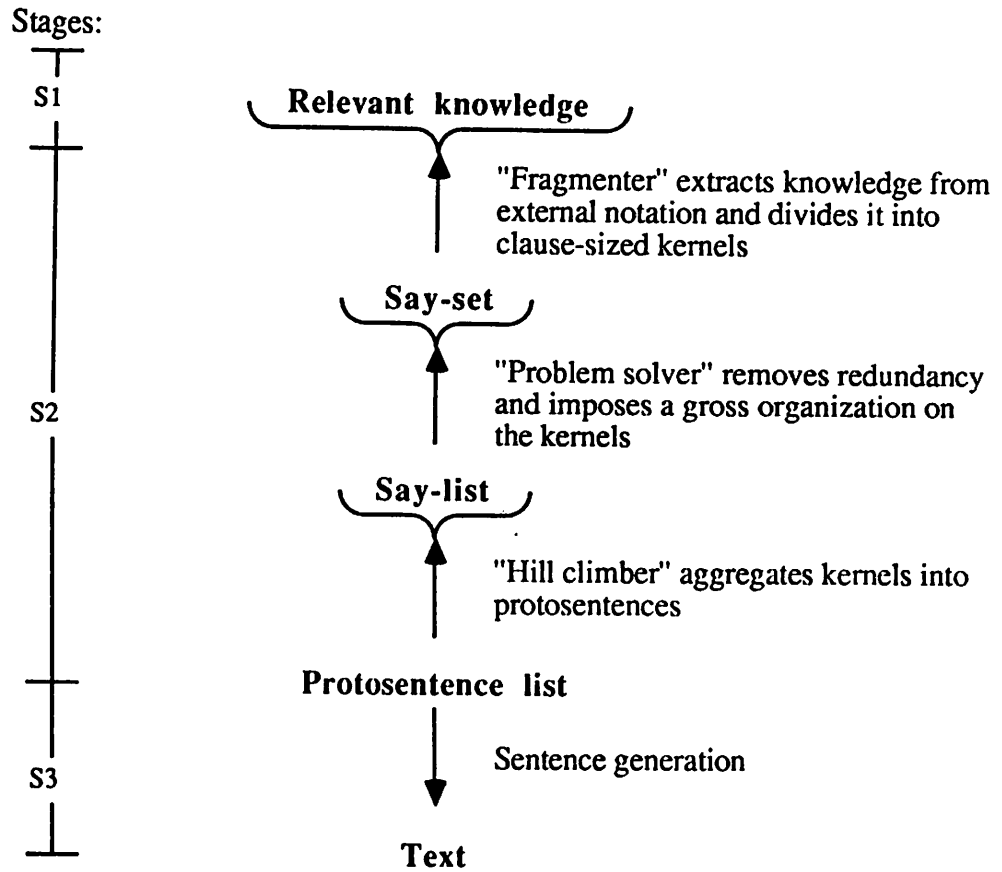 Stages:
S1
Relevant knowledge
"Fragmenter" extracts knowledge from
external notation and divides it into
clause-sized kernels
Say-set
"Problem solver" removes redundancy
and imposes a gross organization on
the kernels
S2
Say-list
"Hill climber" aggregates kernels into
protosentences
Protosentence list
Sentence generation
S3
Text